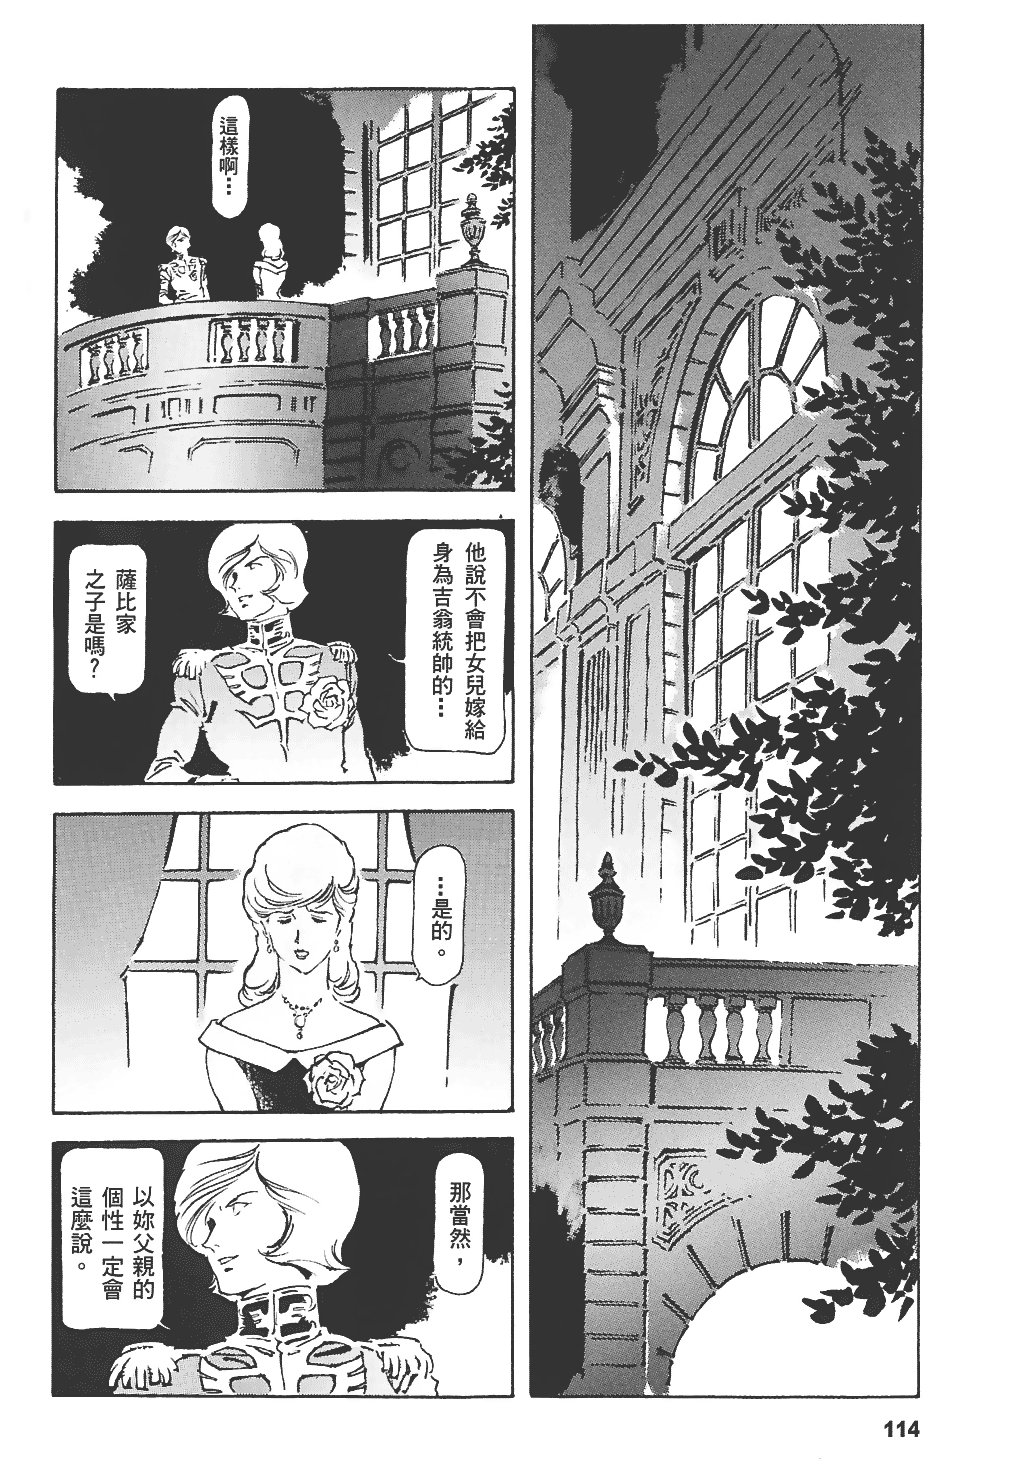 這樣啊…
他說不會把女兒嫁給
身為吉翁統帥的…
薩比家
之子是嗎？
…是的。
那當然，
以妳父親的
個性一定會
這麼說。
114